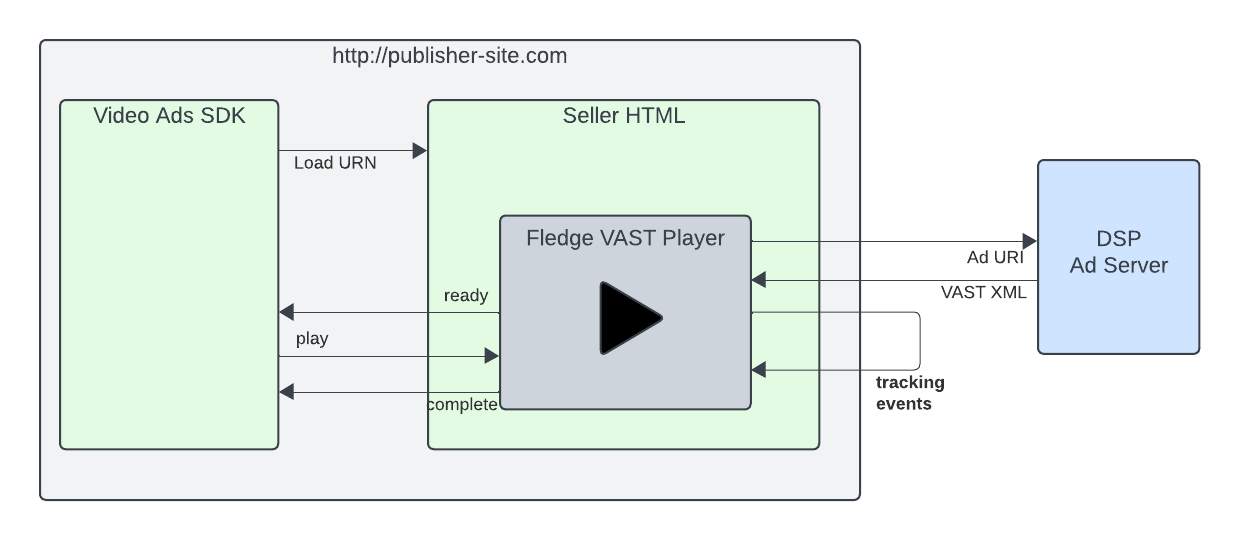 http://publisher-site.com
Video Ads SDK
Seller HTML
Load URN
Fledge VAST Player
DSP
Ad Server
Ad URI
VAST XML
ready
play
complete
tracking
events